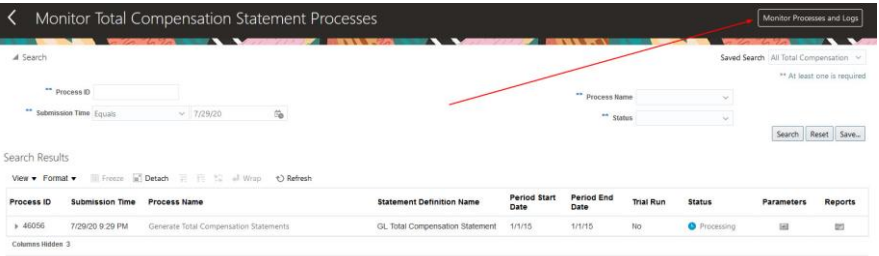 Monitor Total Compensation Statement Processes
Monitor Processes and Logs
Search
Saved Search All Total Compensation
** At least one is required
** Process ID
** Process Name
** Submission Time Equals 7/29/20
** Status
Search Reset Save...
Search Results
View Format Freeze Detach Wrap Refresh
Process ID Submission Time Process Name Statement Definition Name Period Start Date Period End Date Trial Run Status Parameters Reports
46056 7/29/20 9:29 PM Generate Total Compensation Statements GL Total Compensation Statement 1/1/15 1/1/15 No Processing
Columns Hidden 3